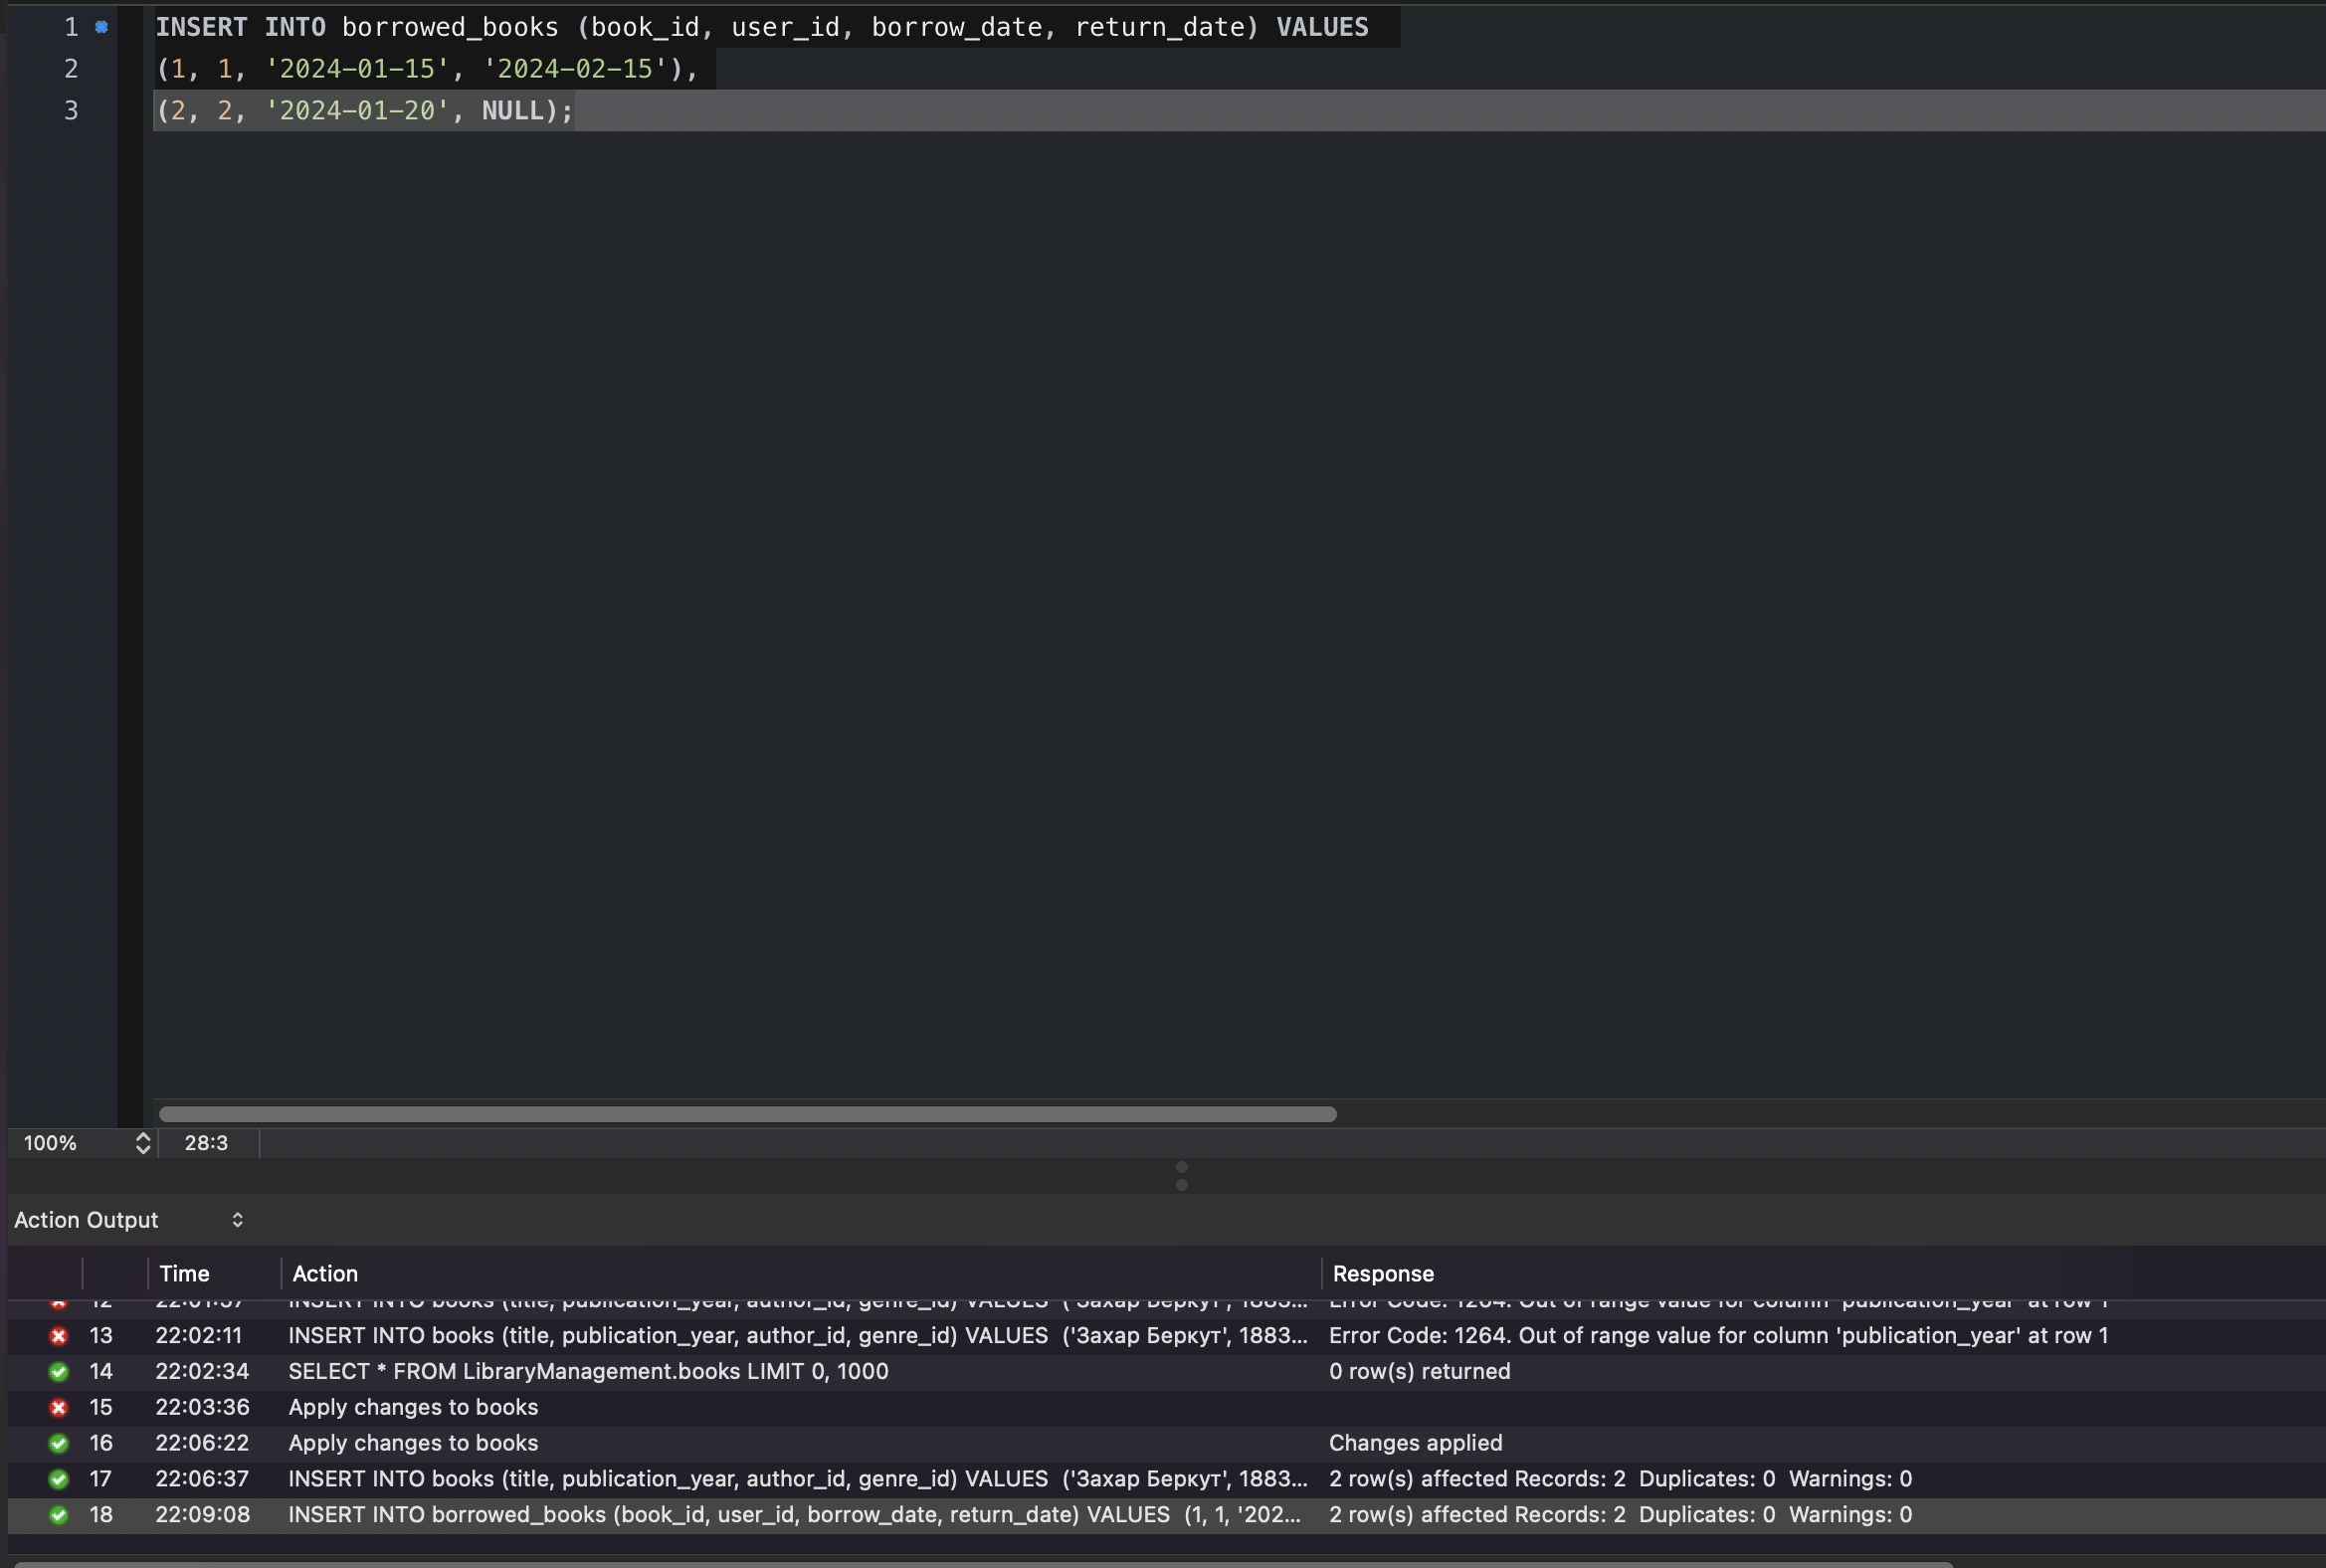 1 INSERT INTO borrowed_books (book_id, user_id, borrow_date, return_date) VALUES
2 (1, 1, '2024-01-15', '2024-02-15'),
3 (2, 2, '2024-01-20', NULL);
100% 28:3
Action Output
Time Action Response
12 22:01:37 INSERT INTO books (title, publication_year, author_id, genre_id) VALUES ('Захар Беркут', 1883... Error Code: 1264. Out of range value for column 'publication_year' at row 1
13 22:02:11 INSERT INTO books (title, publication_year, author_id, genre_id) VALUES ('Захар Беркут', 1883... Error Code: 1264. Out of range value for column 'publication_year' at row 1
14 22:02:34 SELECT * FROM LibraryManagement.books LIMIT 0, 1000 0 row(s) returned
15 22:03:36 Apply changes to books
16 22:06:22 Apply changes to books Changes applied
17 22:06:37 INSERT INTO books (title, publication_year, author_id, genre_id) VALUES ('Захар Беркут', 1883... 2 row(s) affected Records: 2 Duplicates: 0 Warnings: 0
18 22:09:08 INSERT INTO borrowed_books (book_id, user_id, borrow_date, return_date) VALUES (1, 1, '202... 2 row(s) affected Records: 2 Duplicates: 0 Warnings: 0